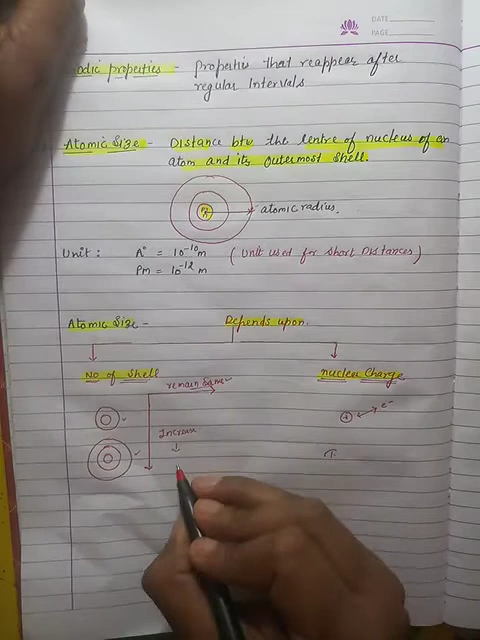 DATE
PAGE
odic properties - Properties that reappear after
regular Intervals
Atomic Size - Distance btw the centre of nucleus of an
atom and its outermost shell.
atomic radius.
Unit : A° = 10⁻¹⁰m (Unit used for short Distances)
Pm = 10⁻¹² m
Atomic Size - Depends upon.
No of Shell nuclear Charge
remain Same
Increase
e⁻